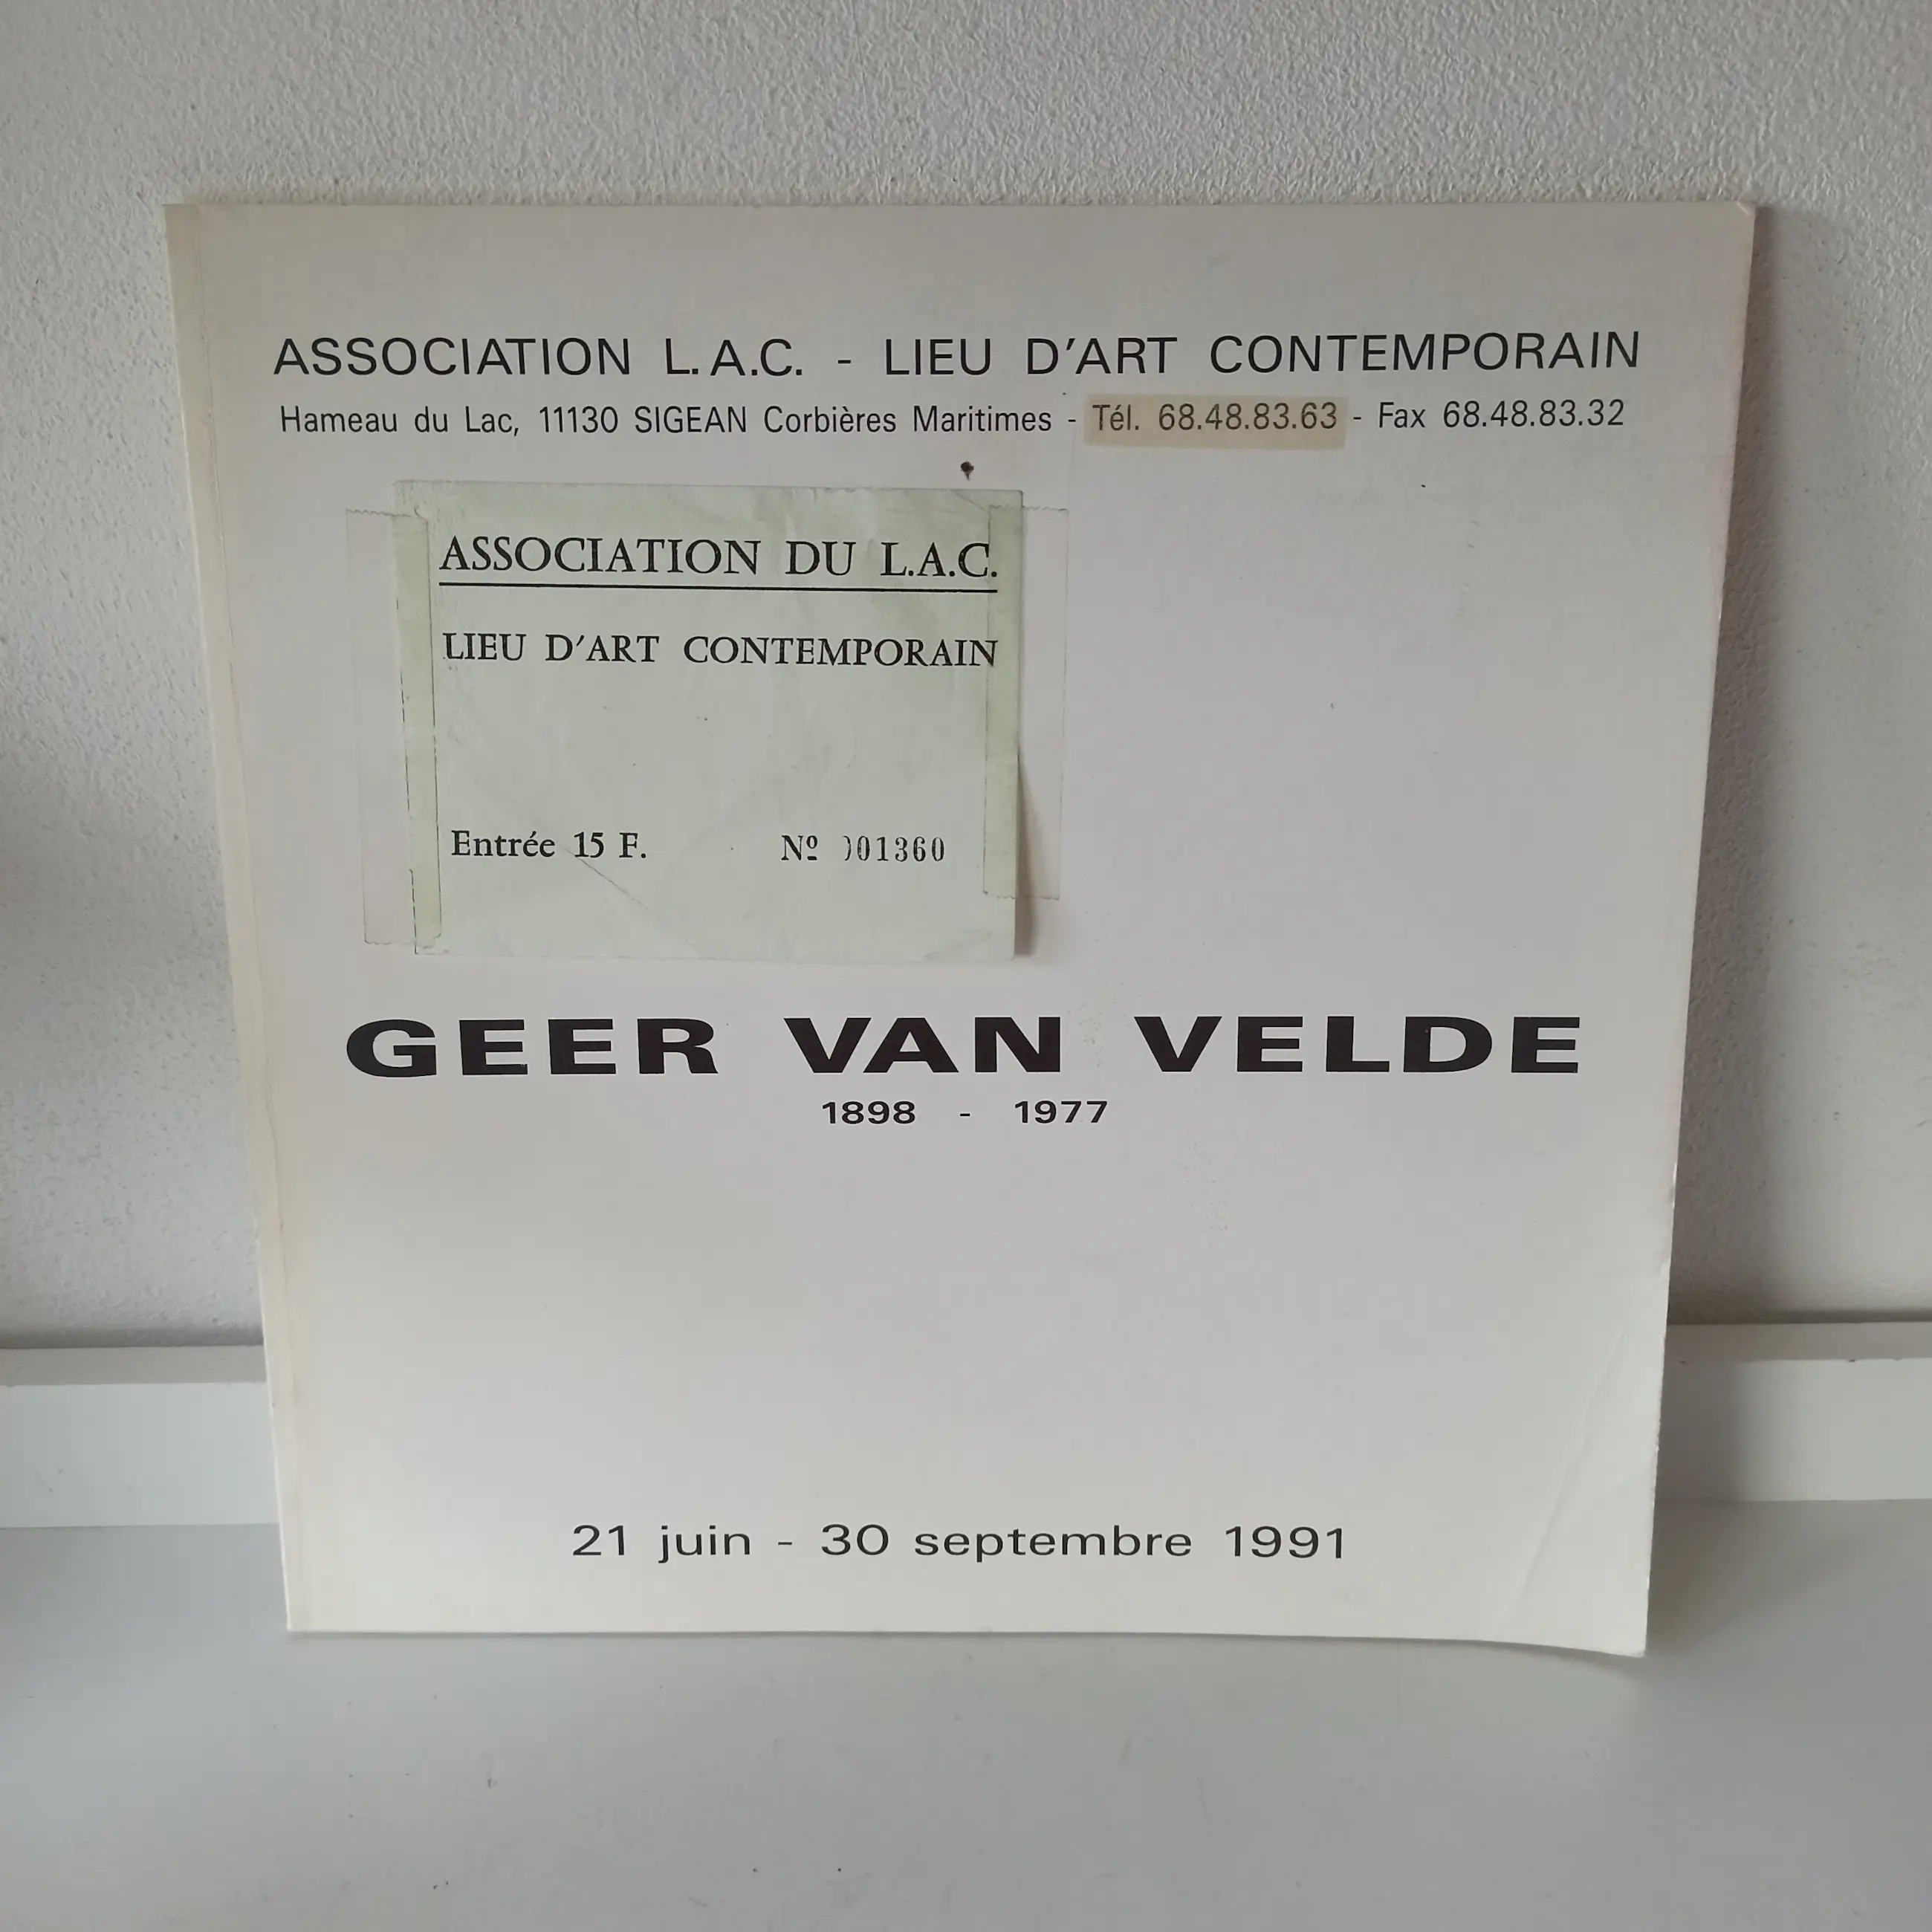 ASSOCIATION L.A.C. - LIEU D'ART CONTEMPORAIN
Hameau du Lac, 11130 SIGEAN Corbières Maritimes - Tél. 68.48.83.63 - Fax 68.48.83.32
ASSOCIATION DU L.A.C.
LIEU D'ART CONTEMPORAIN
Entrée 15 F. Nº 001360
GEER VAN VELDE
1898 - 1977
21 juin - 30 septembre 1991